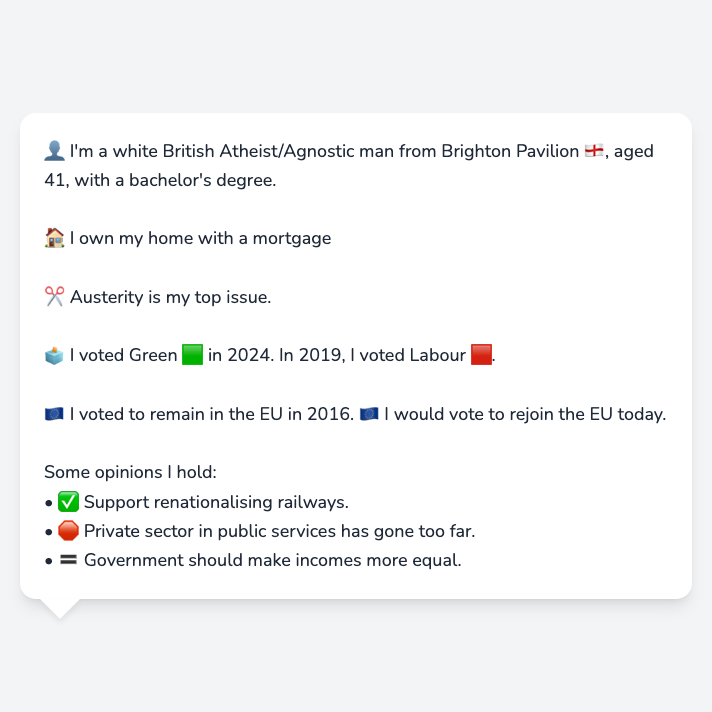 👤 I'm a white British Atheist/Agnostic man from Brighton Pavilion 🏴󠁧󠁢󠁥󠁮󠁧󠁿, aged
41, with a bachelor's degree.
🏠 I own my home with a mortgage
✂️ Austerity is my top issue.
🗳️ I voted Green 🟩 in 2024. In 2019, I voted Labour 🟥.
🇪🇺 I voted to remain in the EU in 2016. 🇪🇺 I would vote to rejoin the EU today.
Some opinions I hold:
• ✅ Support renationalising railways.
• 🛑 Private sector in public services has gone too far.
• 🟰 Government should make incomes more equal.